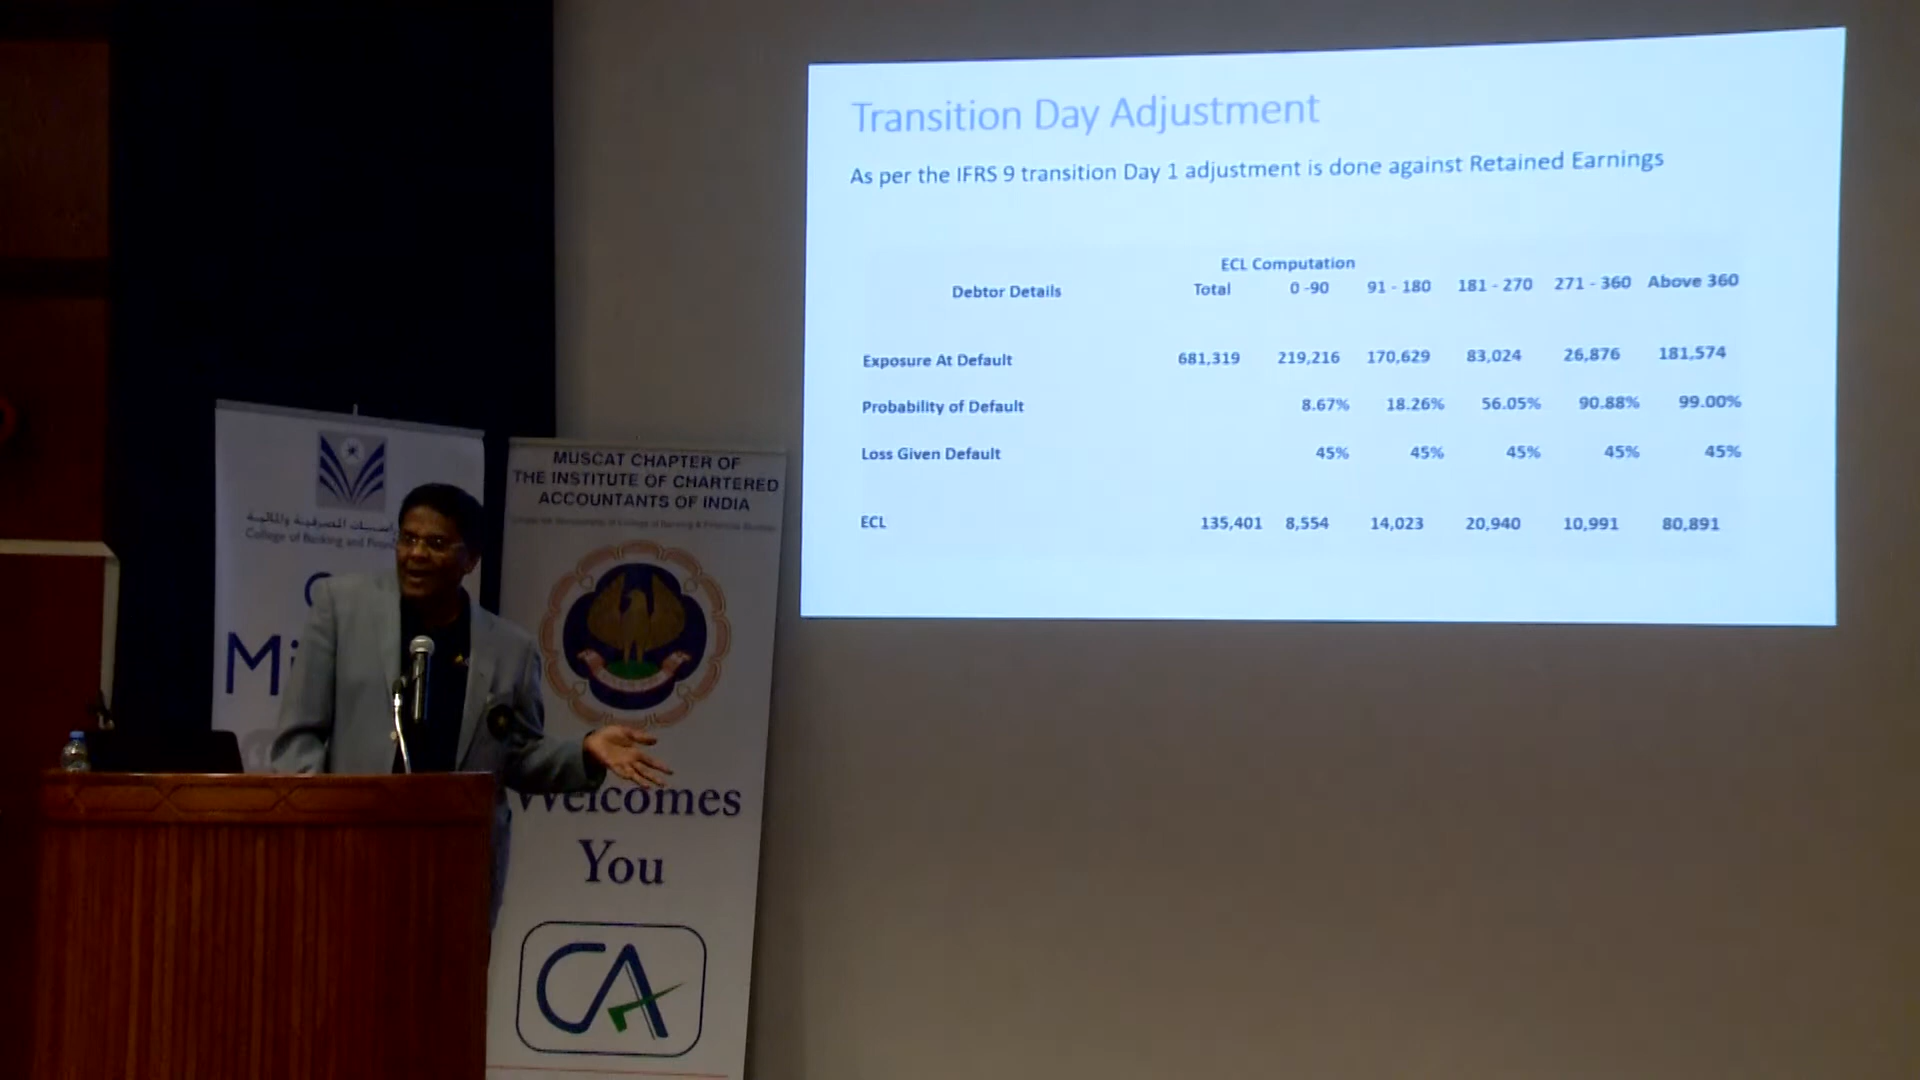 Transition Day Adjustment
As per the IFRS 9 transition Day 1 adjustment is done against Retained Earnings
ECL Computation
Debtor Details Total 0 -90 91 - 180 181 - 270 271 - 360 Above 360
Exposure At Default 681,319 219,216 170,629 83,024 26,876 181,574
Probability of Default 8.67% 18.26% 56.05% 90.88% 99.00%
Loss Given Default 45% 45% 45% 45% 45%
ECL 135,401 8,554 14,023 20,940 10,991 80,891
College of Banking and
MUSCAT CHAPTER OF
THE INSTITUTE OF CHARTERED
ACCOUNTANTS OF INDIA
Welcomes
You
CA